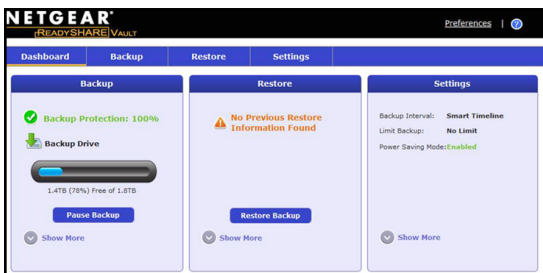 NETGEAR®
READYSHARE VAULT
Preferences | ?
Dashboard Backup Restore Settings
Backup
Backup Protection: 100%
Backup Drive
1.4TB (78%) Free of 1.8TB
Pause Backup
Show More
Restore
No Previous Restore
Information Found
Restore Backup
Show More
Settings
Backup Interval: Smart Timeline
Limit Backup: No Limit
Power Saving Mode: Enabled
Show More